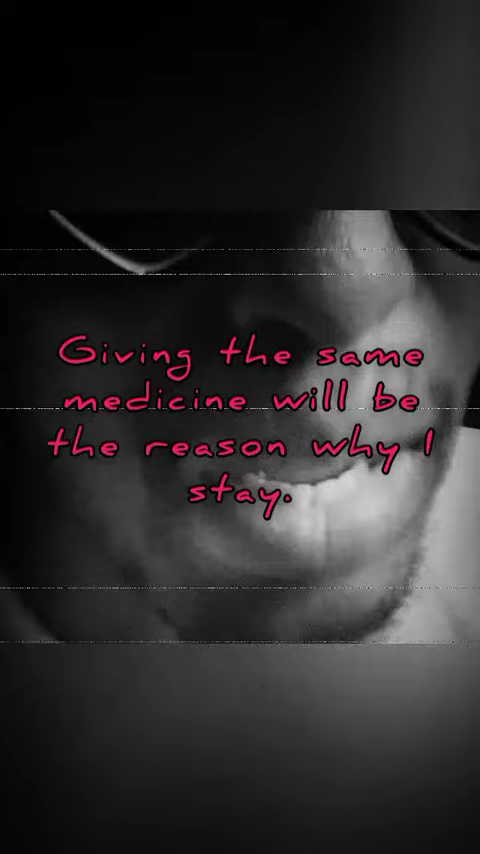 Giving the same
medicine will be
the reason why I
stay.